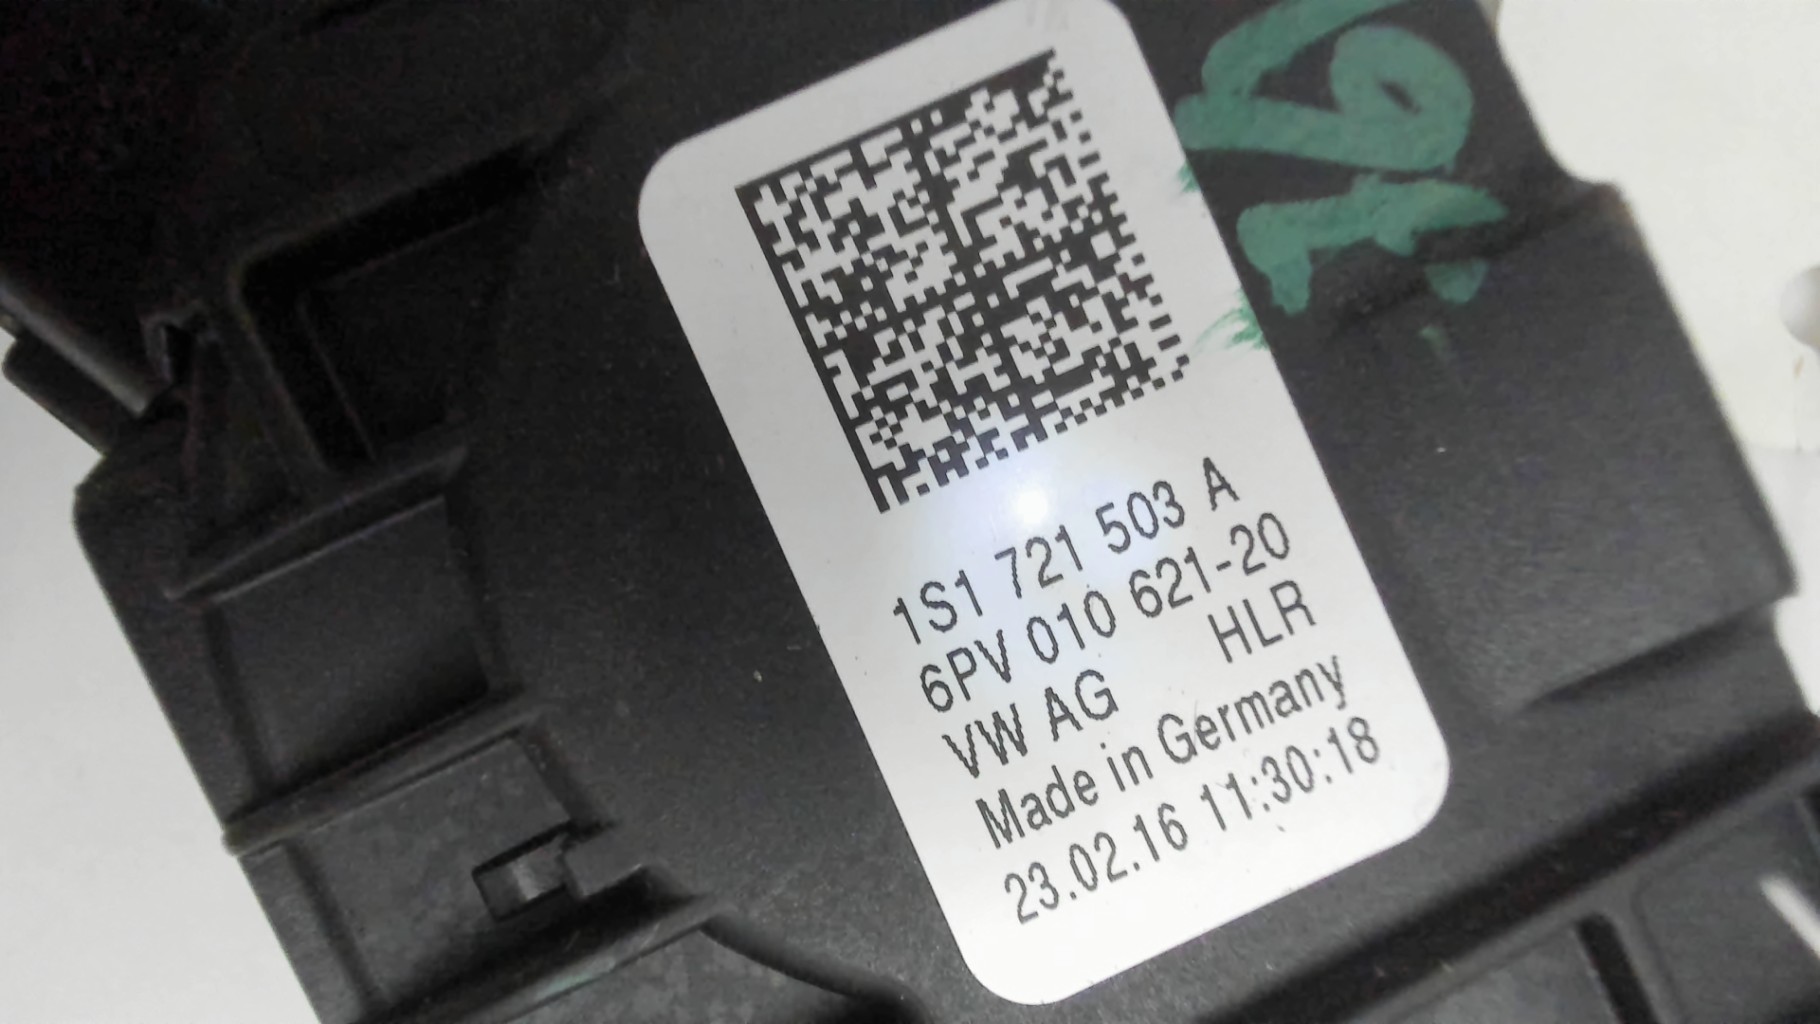 1S1 721 503 A
6PV 010 621-20
VW AG HLR
Made in Germany
23.02.16 11:30:18